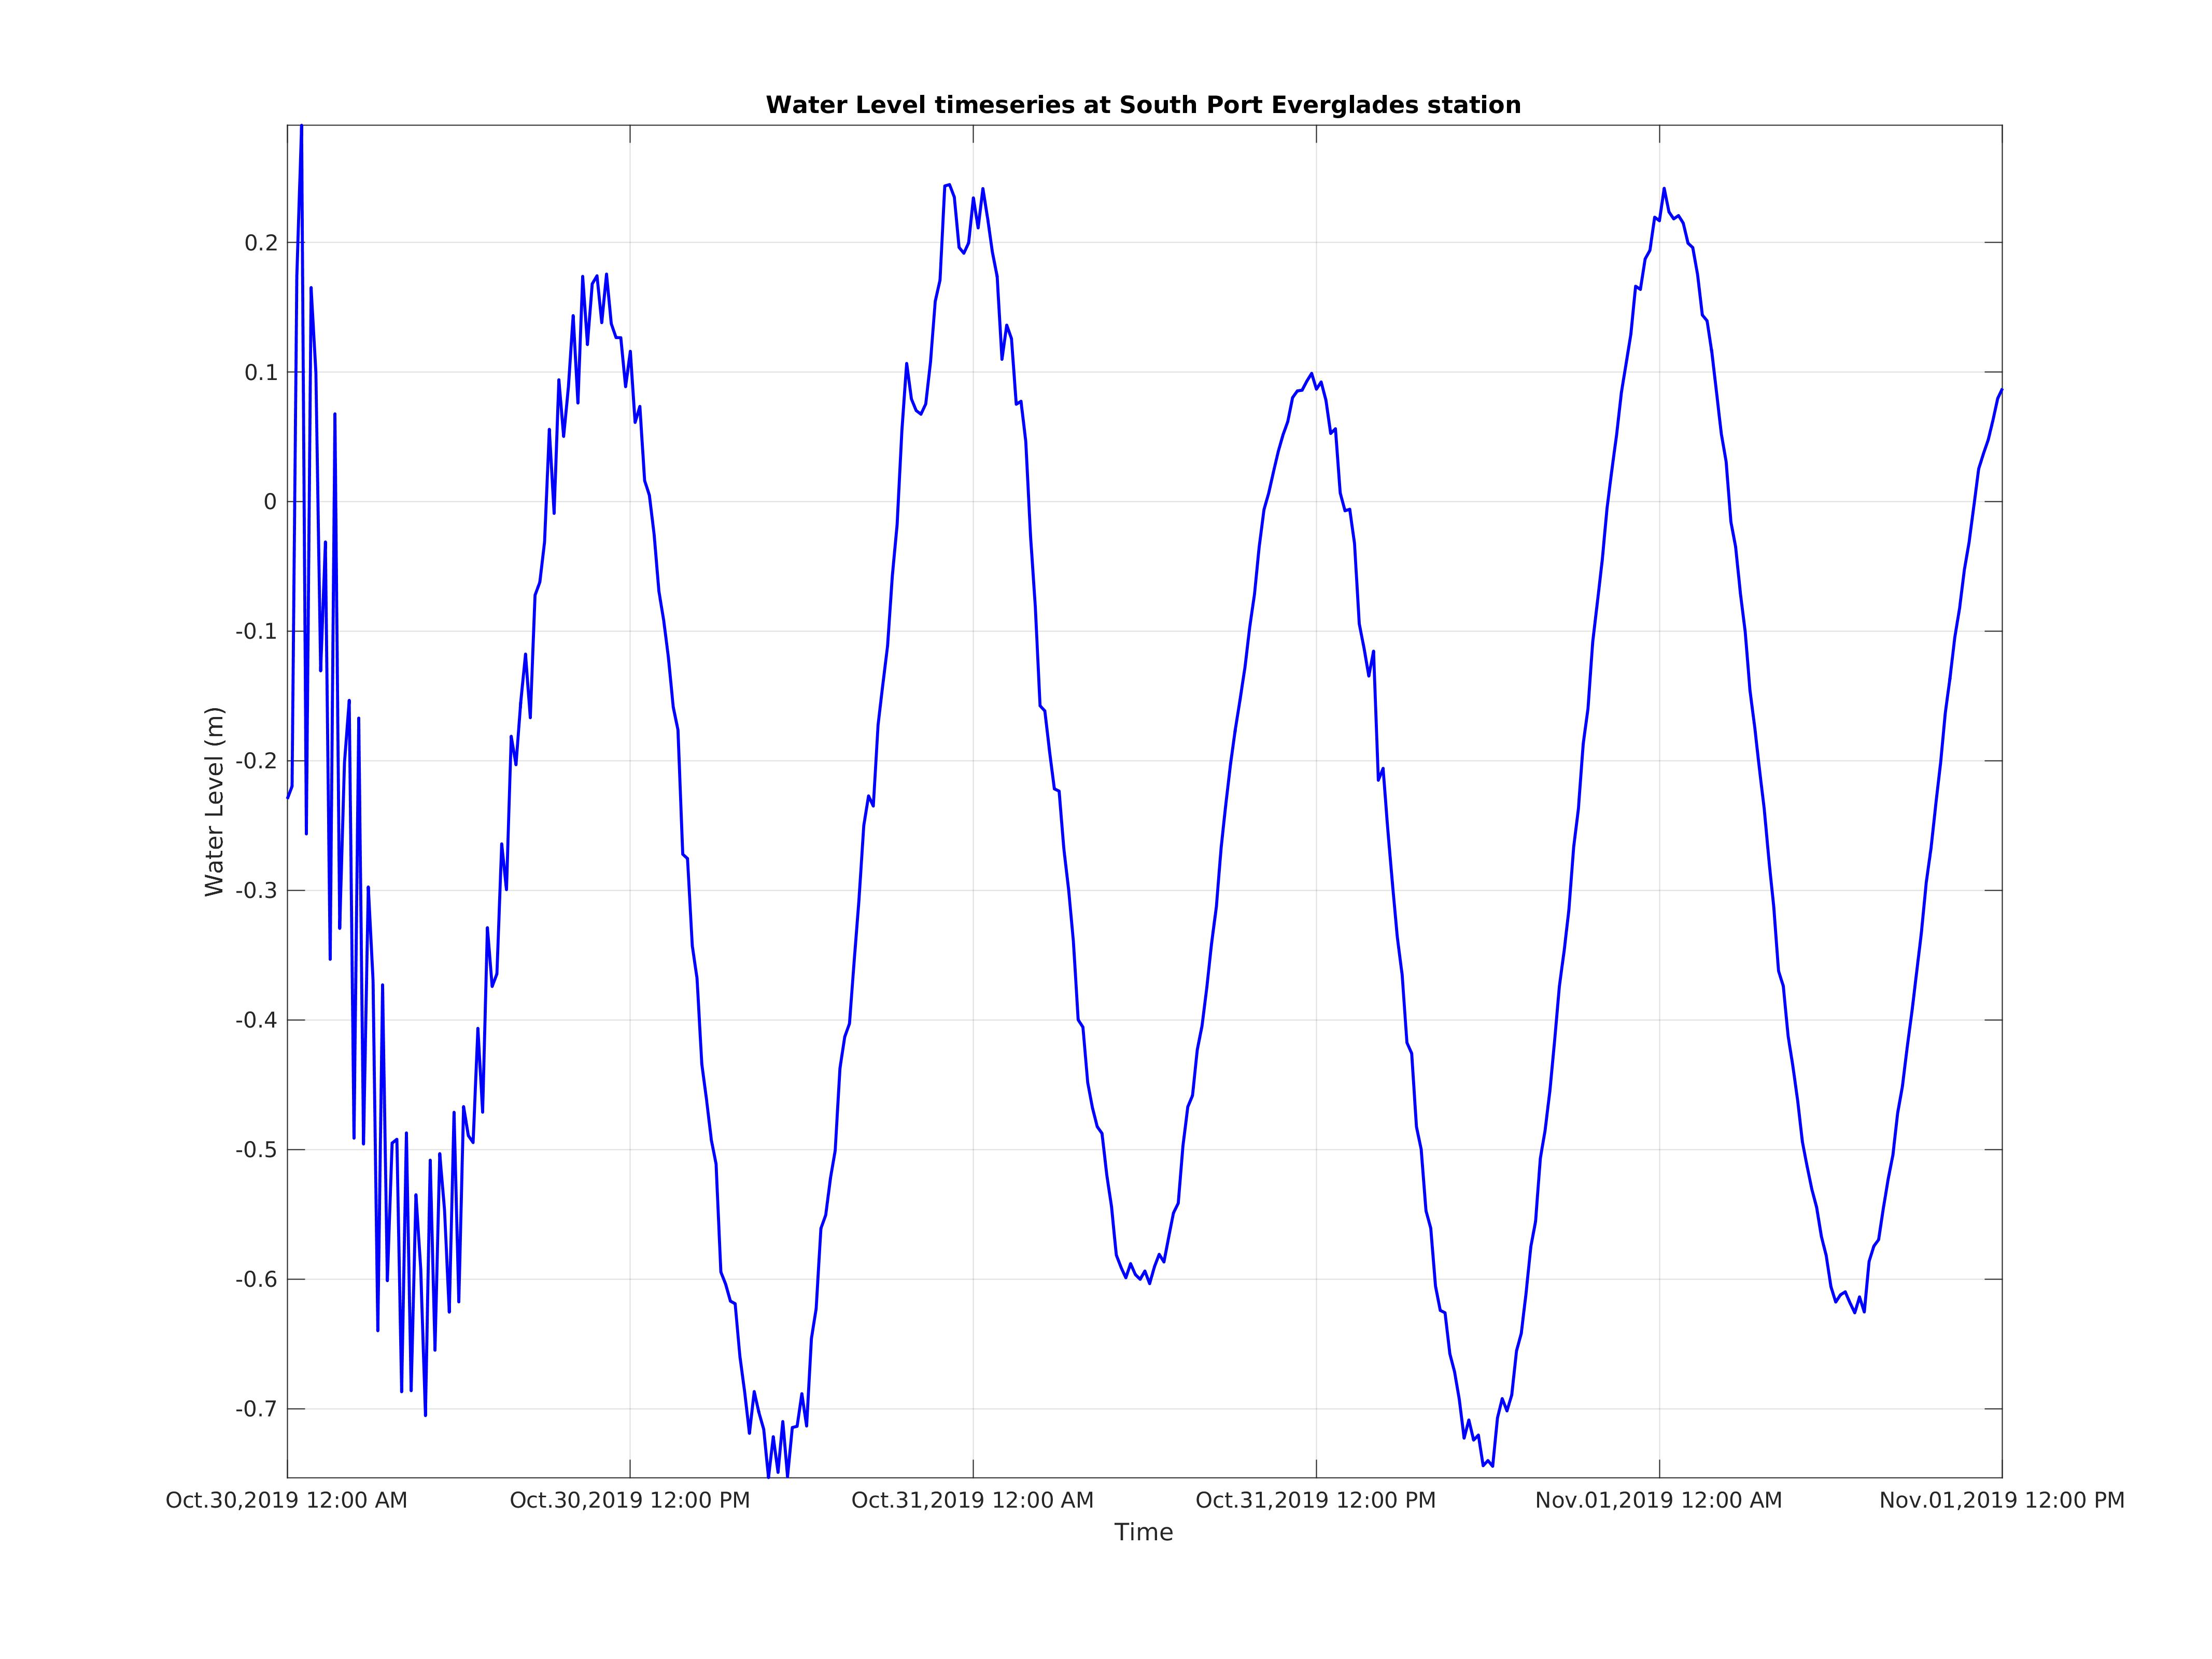 Water Level timeseries at South Port Everglades station
0.2
0.1
0
-0.1
-0.2
-0.3
-0.4
-0.5
-0.6
-0.7
Water Level (m)
Oct.30,2019 12:00 AM
Oct.30,2019 12:00 PM
Oct.31,2019 12:00 AM
Oct.31,2019 12:00 PM
Nov.01,2019 12:00 AM
Nov.01,2019 12:00 PM
Time